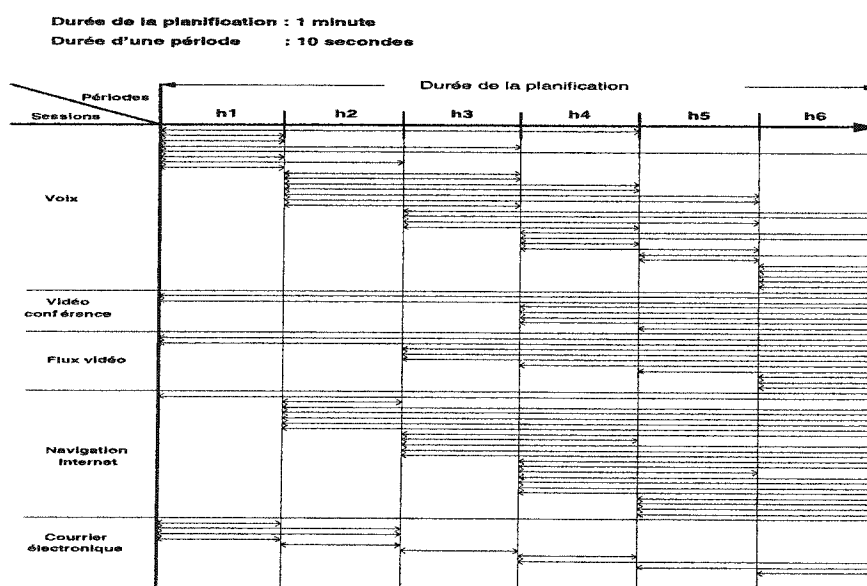 Durée de la planification : 1 minute
Durée d'une période : 10 secondes
Durée de la planification
Périodes
Sessions
h1 h2 h3 h4 h5 h6
Voix
Vidéo
conférence
Flux vidéo
Navigation
Internet
Courrier
électronique